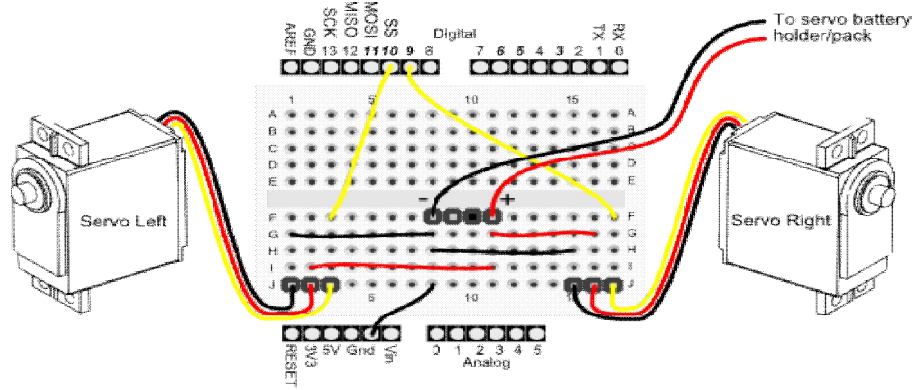 To servo battery
holder/pack
Digital
AREF GND SCK 13 MISO 12 MOSI 11 SS 10 9 8 7 6 5 4 3 2 TX 1 RX 0
1 5 10 15
A A
B B
C C
D D
E E
- +
F F
G G
H H
I I
J J
Servo Left
Servo Right
5 10 15
RESET 3V3 5V Gnd Vin 0 1 2 3 4 5
Analog